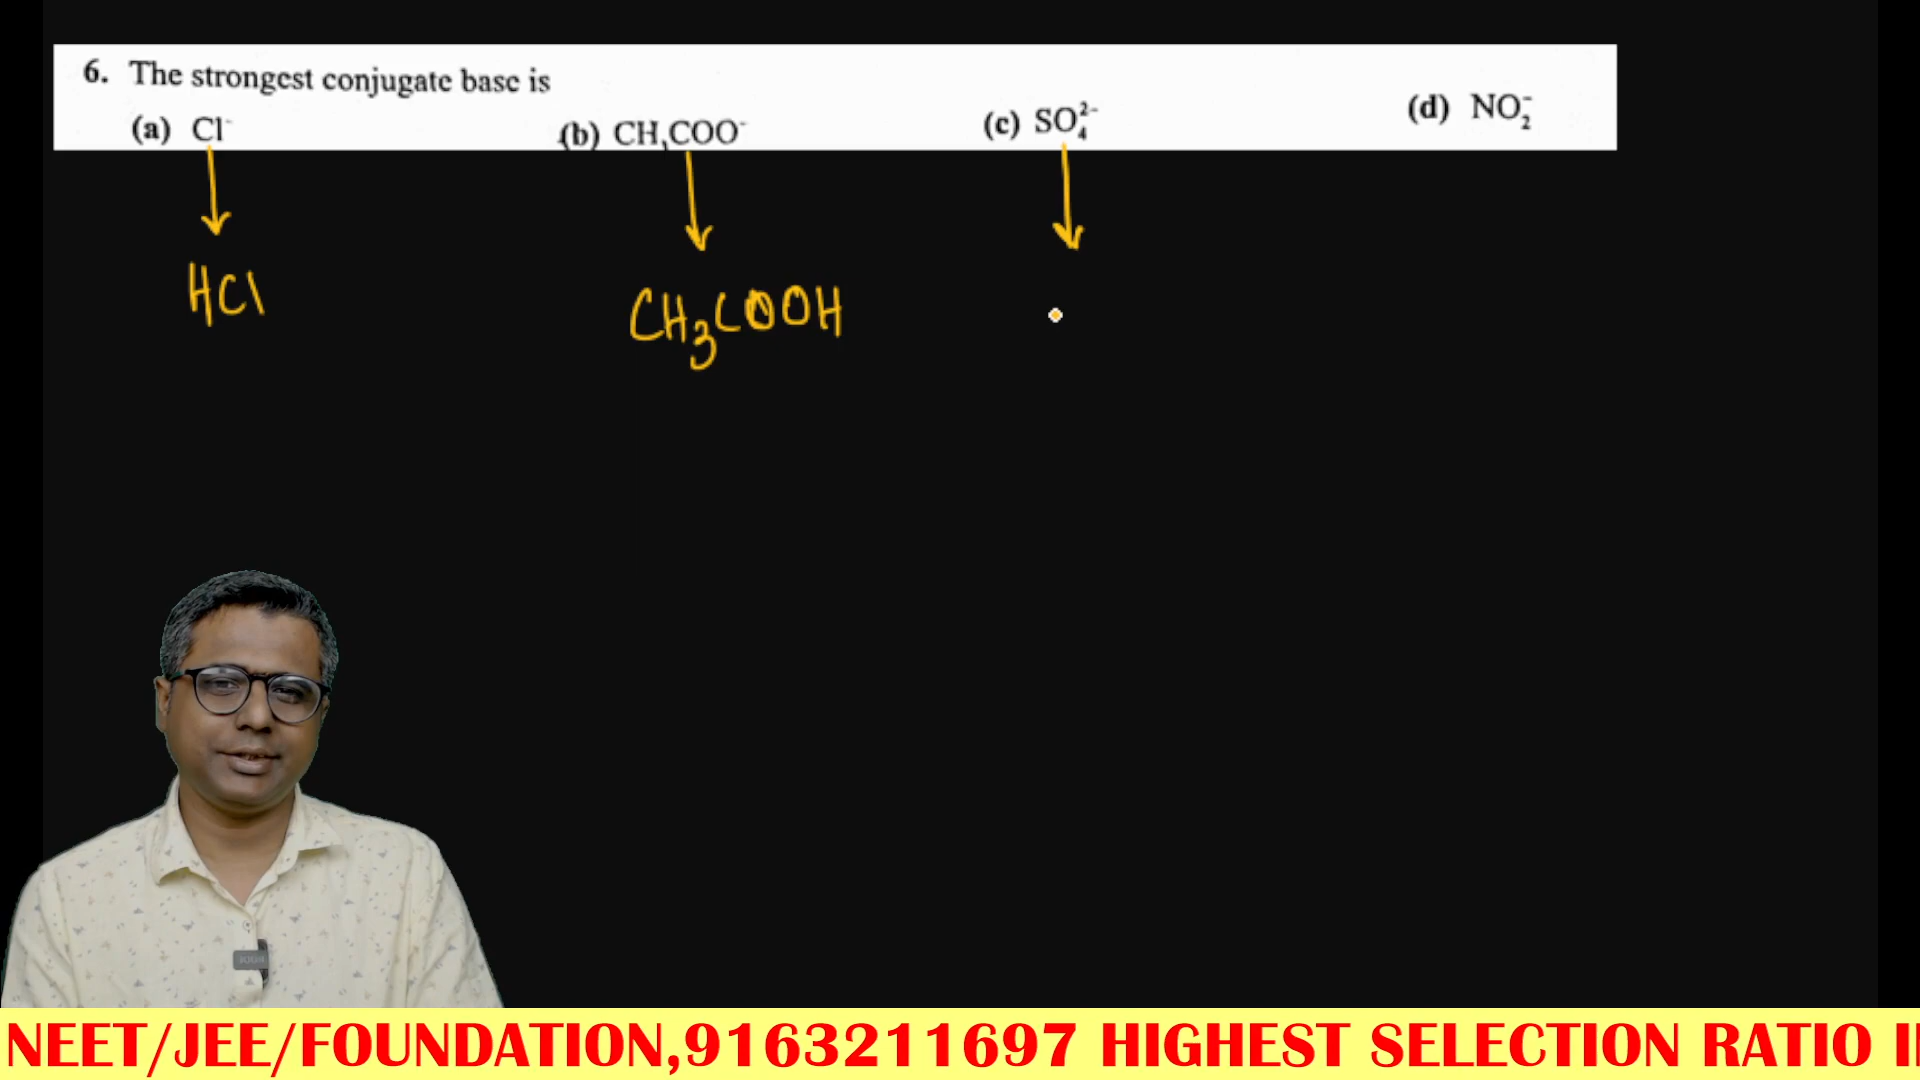 6. The strongest conjugate base is
(a) Cl⁻ (b) CH₃COO⁻ (c) SO₄²⁻ (d) NO₂⁻
HCl CH₃COOH
NEET/JEE/FOUNDATION,9163211697 HIGHEST SELECTION RATIO I